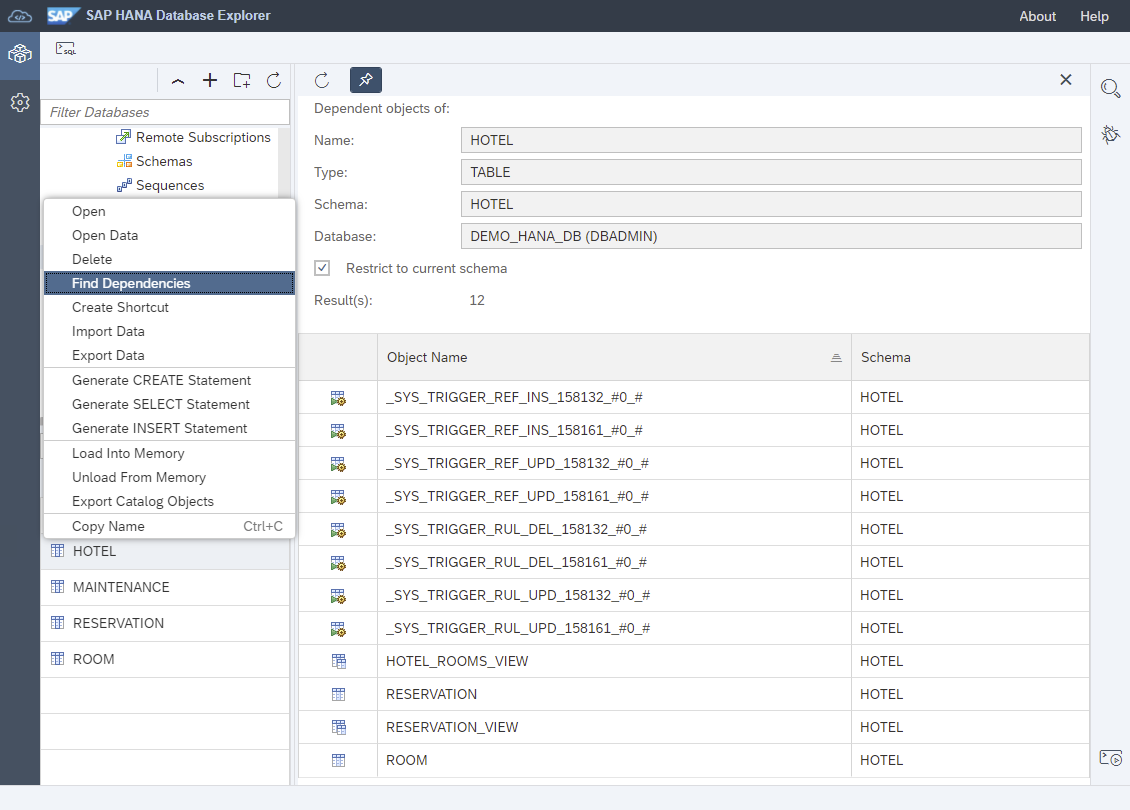 SAP SAP HANA Database Explorer About Help
SQL
Filter Databases
Remote Subscriptions
Schemas
Sequences
Open
Open Data
Delete
Find Dependencies
Create Shortcut
Import Data
Export Data
Generate CREATE Statement
Generate SELECT Statement
Generate INSERT Statement
Load Into Memory
Unload From Memory
Export Catalog Objects
Copy Name Ctrl+C
HOTEL
MAINTENANCE
RESERVATION
ROOM
Dependent objects of:
Name: HOTEL
Type: TABLE
Schema: HOTEL
Database: DEMO_HANA_DB (DBADMIN)
Restrict to current schema
Result(s): 12
Object Name Schema
_SYS_TRIGGER_REF_INS_158132_#0_# HOTEL
_SYS_TRIGGER_REF_INS_158161_#0_# HOTEL
_SYS_TRIGGER_REF_UPD_158132_#0_# HOTEL
_SYS_TRIGGER_REF_UPD_158161_#0_# HOTEL
_SYS_TRIGGER_RUL_DEL_158132_#0_# HOTEL
_SYS_TRIGGER_RUL_DEL_158161_#0_# HOTEL
_SYS_TRIGGER_RUL_UPD_158132_#0_# HOTEL
_SYS_TRIGGER_RUL_UPD_158161_#0_# HOTEL
HOTEL_ROOMS_VIEW HOTEL
RESERVATION HOTEL
RESERVATION_VIEW HOTEL
ROOM HOTEL